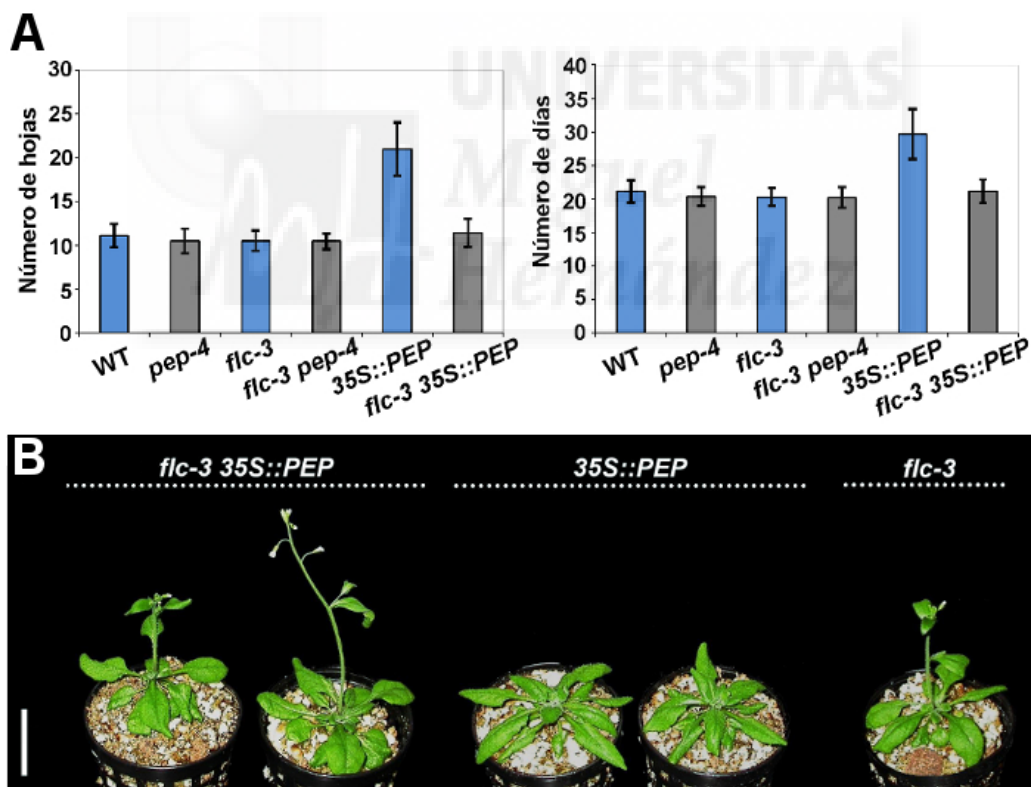 A
UNIVERSITAS
Miguel
Hernández
Número de hojas
30
25
20
15
10
5
0
WT
pep-4
flc-3
flc-3 pep-4
35S::PEP
flc-3 35S::PEP
Número de días
40
35
30
25
20
15
10
5
0
WT
pep-4
flc-3
flc-3 pep-4
35S::PEP
flc-3 35S::PEP
B
flc-3 35S::PEP
35S::PEP
flc-3